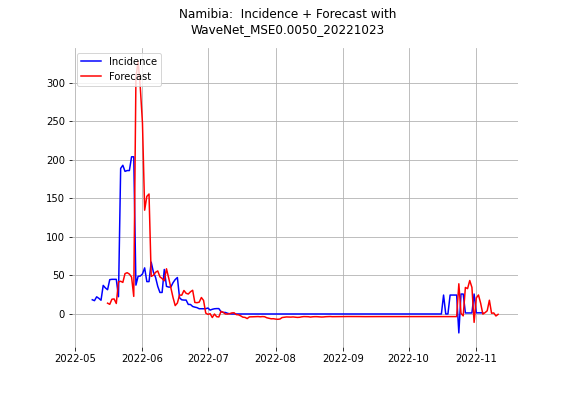 Namibia:  Incidence + Forecast with
WaveNet_MSE0.0050_20221023
Incidence
Forecast
300
250
200
150
100
50
0
2022-05 2022-06 2022-07 2022-08 2022-09 2022-10 2022-11